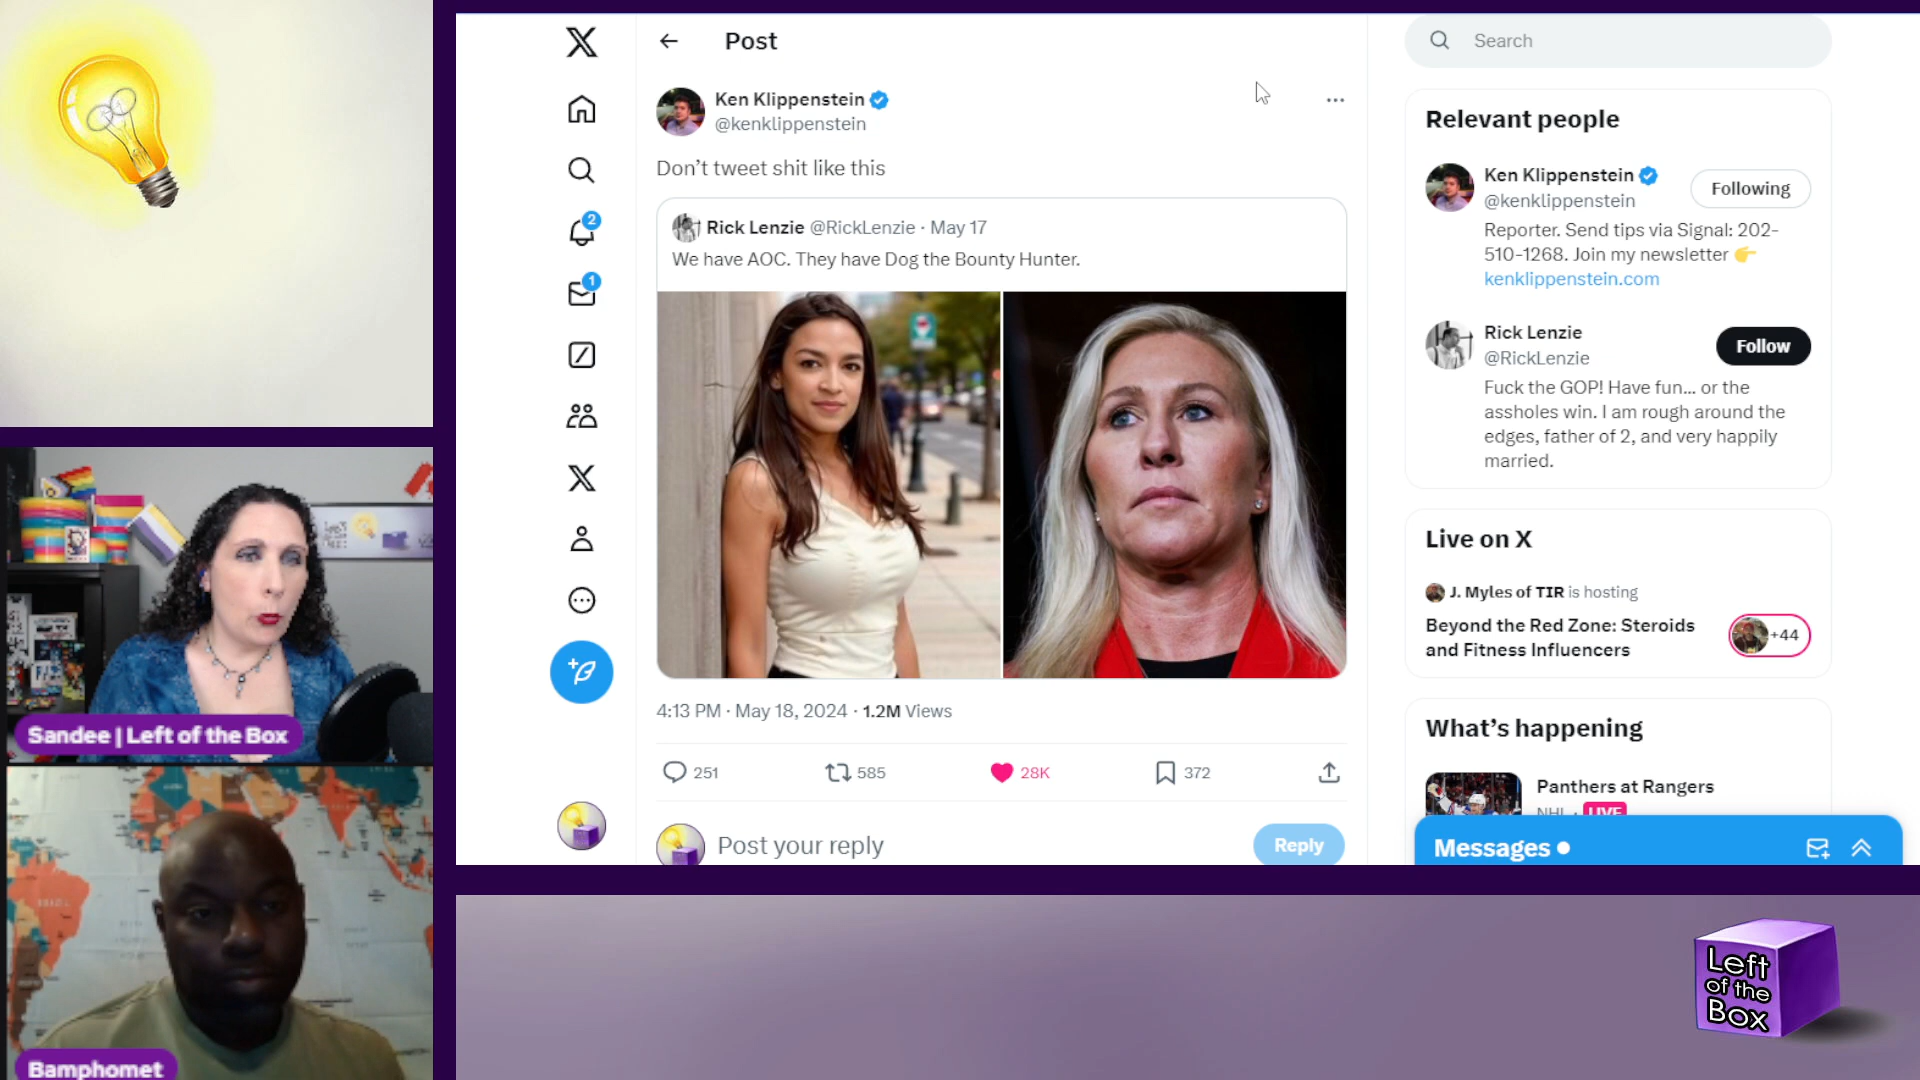 Post
Search
Ken Klippenstein
@kenklippenstein
Don't tweet shit like this
Rick Lenzie @RickLenzie · May 17
We have AOC. They have Dog the Bounty Hunter.
4:13 PM · May 18, 2024 · 1.2M Views
251
585
28K
372
Post your reply
Reply
2
1
Relevant people
Ken Klippenstein
@kenklippenstein
Following
Reporter. Send tips via Signal: 202-
510-1268. Join my newsletter 👉
kenklippenstein.com
Rick Lenzie
@RickLenzie
Follow
Fuck the GOP! Have fun... or the
assholes win. I am rough around the
edges, father of 2, and very happily
married.
Live on X
J. Myles of TIR is hosting
Beyond the Red Zone: Steroids
and Fitness Influencers
+44
What's happening
Panthers at Rangers
NHL · LIVE
Messages
Sandee | Left of the Box
Bamphomet
Left
of the
Box